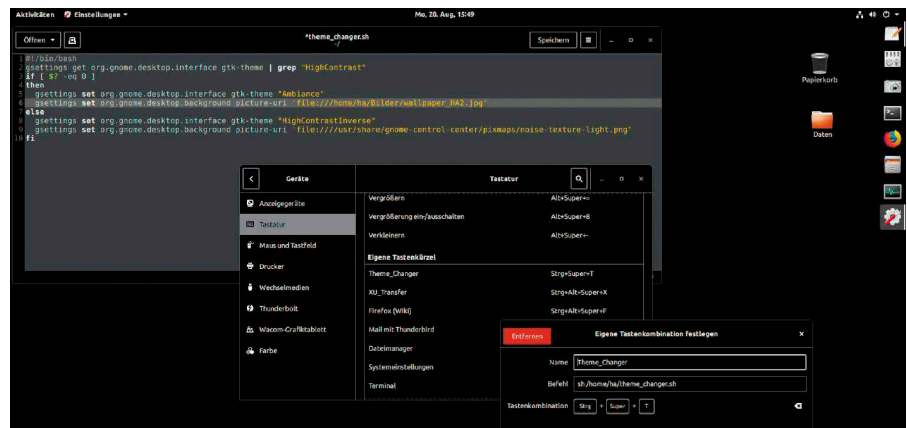 Aktivitäten Einstellungen
Mo, 20. Aug, 15:49
Öffnen
*theme_changer.sh
~/
Speichern
1 #!/bin/bash
2 gsettings get org.gnome.desktop.interface gtk-theme | grep "HighContrast"
3 if [ $? -eq 0 ]
4 then
5 gsettings set org.gnome.desktop.interface gtk-theme "Ambiance"
6 gsettings set org.gnome.desktop.background picture-uri 'file:///home/ha/Bilder/wallpaper_HA2.jpg'
7 else
8 gsettings set org.gnome.desktop.interface gtk-theme "HighContrastInverse"
9 gsettings set org.gnome.desktop.background picture-uri 'file:////usr/share/gnome-control-center/pixmaps/noise-texture-light.png'
10 fi
Papierkorb
Daten
Geräte
Anzeigegeräte
Tastatur
Maus und Tastfeld
Drucker
Wechselmedien
Thunderbolt
Wacom-Grafiktablett
Farbe
Tastatur
Vergrößern Alt+Super+=
Vergrößerung ein-/ausschalten Alt+Super+8
Verkleinern Alt+Super+-
Eigene Tastenkürzel
Theme_Changer Strg+Super+T
XU_Transfer Strg+Alt+Super+X
Firefox (Wiki) Strg+Alt+Super+F
Mail mit Thunderbird
Dateimanager
Systemeinstellungen
Terminal
Entfernen
Eigene Tastenkombination festlegen
Name Theme_Changer
Befehl sh /home/ha/theme_changer.sh
Tastenkombination Strg + Super + T